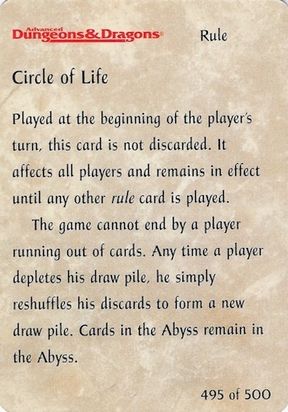 Advanced
Dungeons&Dragons®
Rule
Circle of Life
Played at the beginning of the player's
turn, this card is not discarded. It
affects all players and remains in effect
until any other rule card is played.
The game cannot end by a player
running out of cards. Any time a player
depletes his draw pile, he simply
reshuffles his discards to form a new
draw pile. Cards in the Abyss remain in
the Abyss.
495 of 500